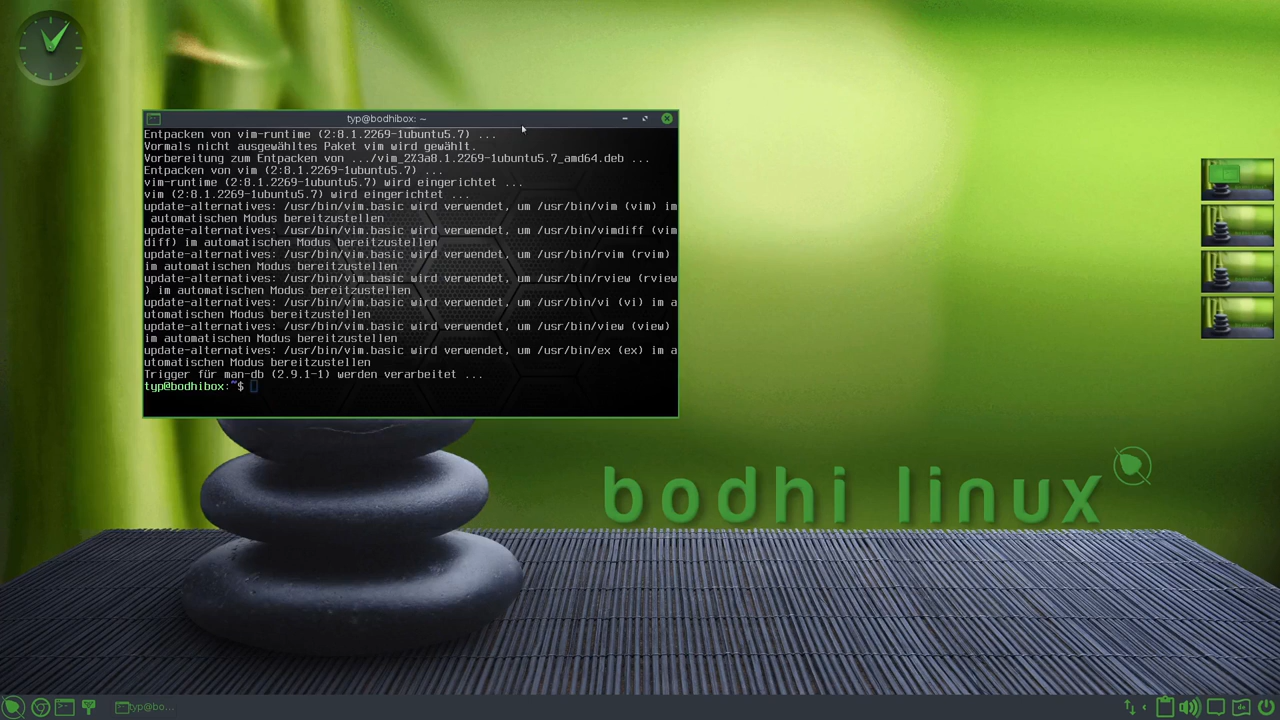 typ@bodhibox: ~
Entpacken von vim-runtime (2:8.1.2269-1ubuntu5.7) ...
Vormals nicht ausgewähltes Paket vim wird gewählt.
Vorbereitung zum Entpacken von .../vim_2%3a8.1.2269-1ubuntu5.7_amd64.deb ...
Entpacken von vim (2:8.1.2269-1ubuntu5.7) ...
vim-runtime (2:8.1.2269-1ubuntu5.7) wird eingerichtet ...
vim (2:8.1.2269-1ubuntu5.7) wird eingerichtet ...
update-alternatives: /usr/bin/vim.basic wird verwendet, um /usr/bin/vim (vim) im
 automatischen Modus bereitzustellen
update-alternatives: /usr/bin/vim.basic wird verwendet, um /usr/bin/vimdiff (vim
diff) im automatischen Modus bereitzustellen
update-alternatives: /usr/bin/vim.basic wird verwendet, um /usr/bin/rvim (rvim)
im automatischen Modus bereitzustellen
update-alternatives: /usr/bin/vim.basic wird verwendet, um /usr/bin/rview (rview
) im automatischen Modus bereitzustellen
update-alternatives: /usr/bin/vim.basic wird verwendet, um /usr/bin/vi (vi) im a
utomatischen Modus bereitzustellen
update-alternatives: /usr/bin/vim.basic wird verwendet, um /usr/bin/view (view)
im automatischen Modus bereitzustellen
update-alternatives: /usr/bin/vim.basic wird verwendet, um /usr/bin/ex (ex) im a
utomatischen Modus bereitzustellen
Trigger für man-db (2.9.1-1) werden verarbeitet ...
typ@bodhibox:~$
bodhi linux
typ@bo...
de